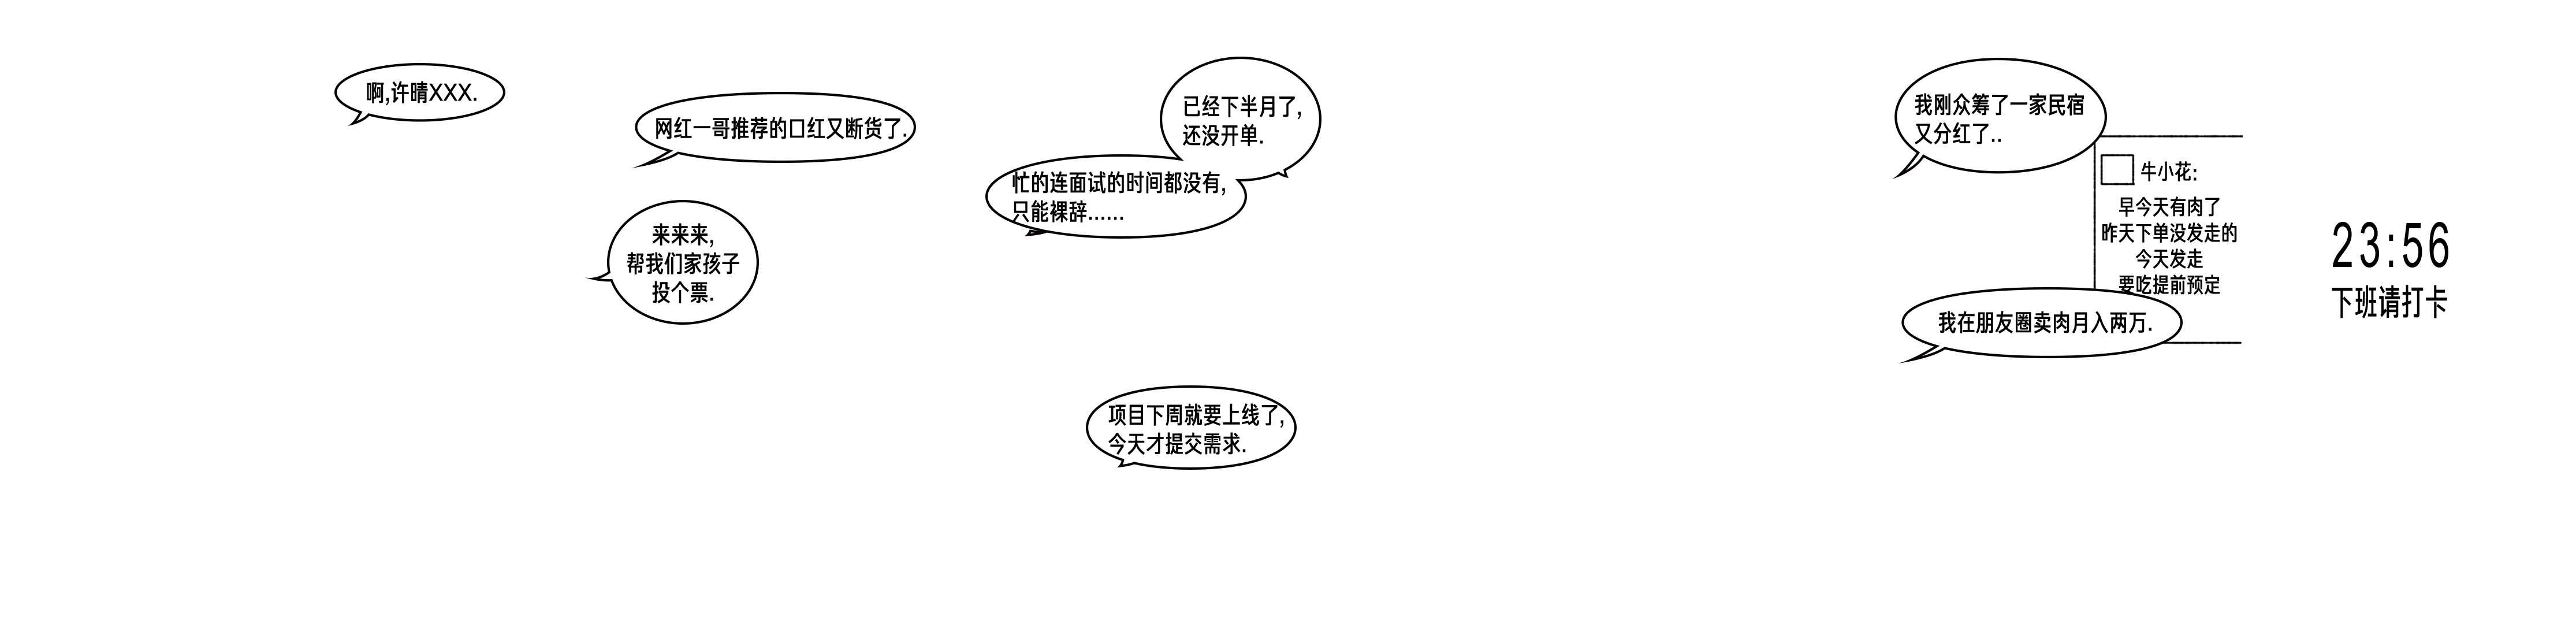 啊,许晴XXX.
网红一哥推荐的口红又断货了.
来来来,
帮我们家孩子
投个票.
已经下半月了,
还没开单.
忙的连面试的时间都没有,
只能裸辞......
项目下周就要上线了,
今天才提交需求.
我刚众筹了一家民宿
又分红了..
牛小花:
早今天有肉了
昨天下单没发走的
今天发走
要吃提前预定
我在朋友圈卖肉月入两万.
23:56
下班请打卡